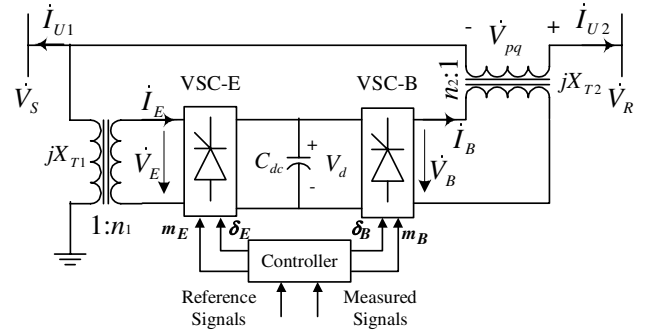 İ_U1
- V̇_pq +
İ_U2
V̇_S
VSC-E
VSC-B
n₂:1
jX_T2
V̇_R
İ_E
jX_T1
V̇_E
C_dc
+
V_d
-
İ_B
V̇_B
1:n₁
m_E
δ_E
δ_B
m_B
Controller
Reference
Signals
Measured
Signals